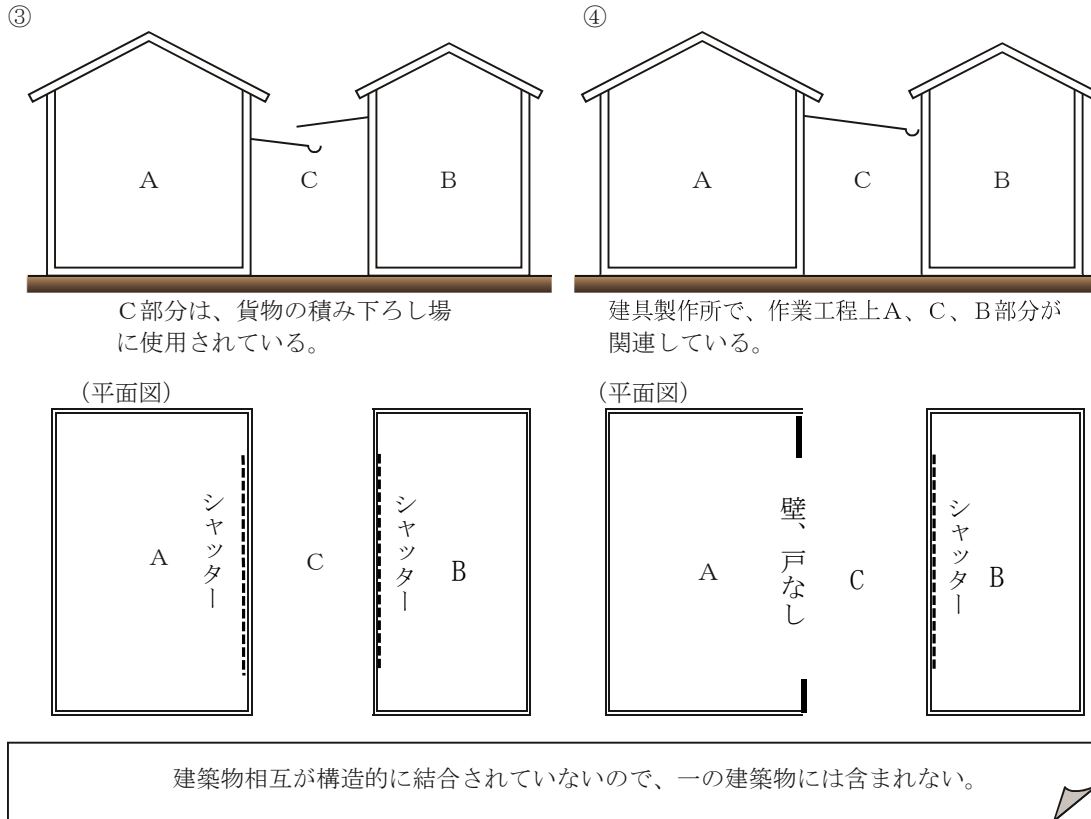 ③
A
C
B
C部分は、貨物の積み下ろし場
に使用されている。
(平面図)
A
シャッター
C
シャッター
B
④
A
C
B
建具製作所で、作業工程上A、C、B部分が
関連している。
(平面図)
A
壁、戸なし
C
シャッター
B
建築物相互が構造的に結合されていないので、一の建築物には含まれない。